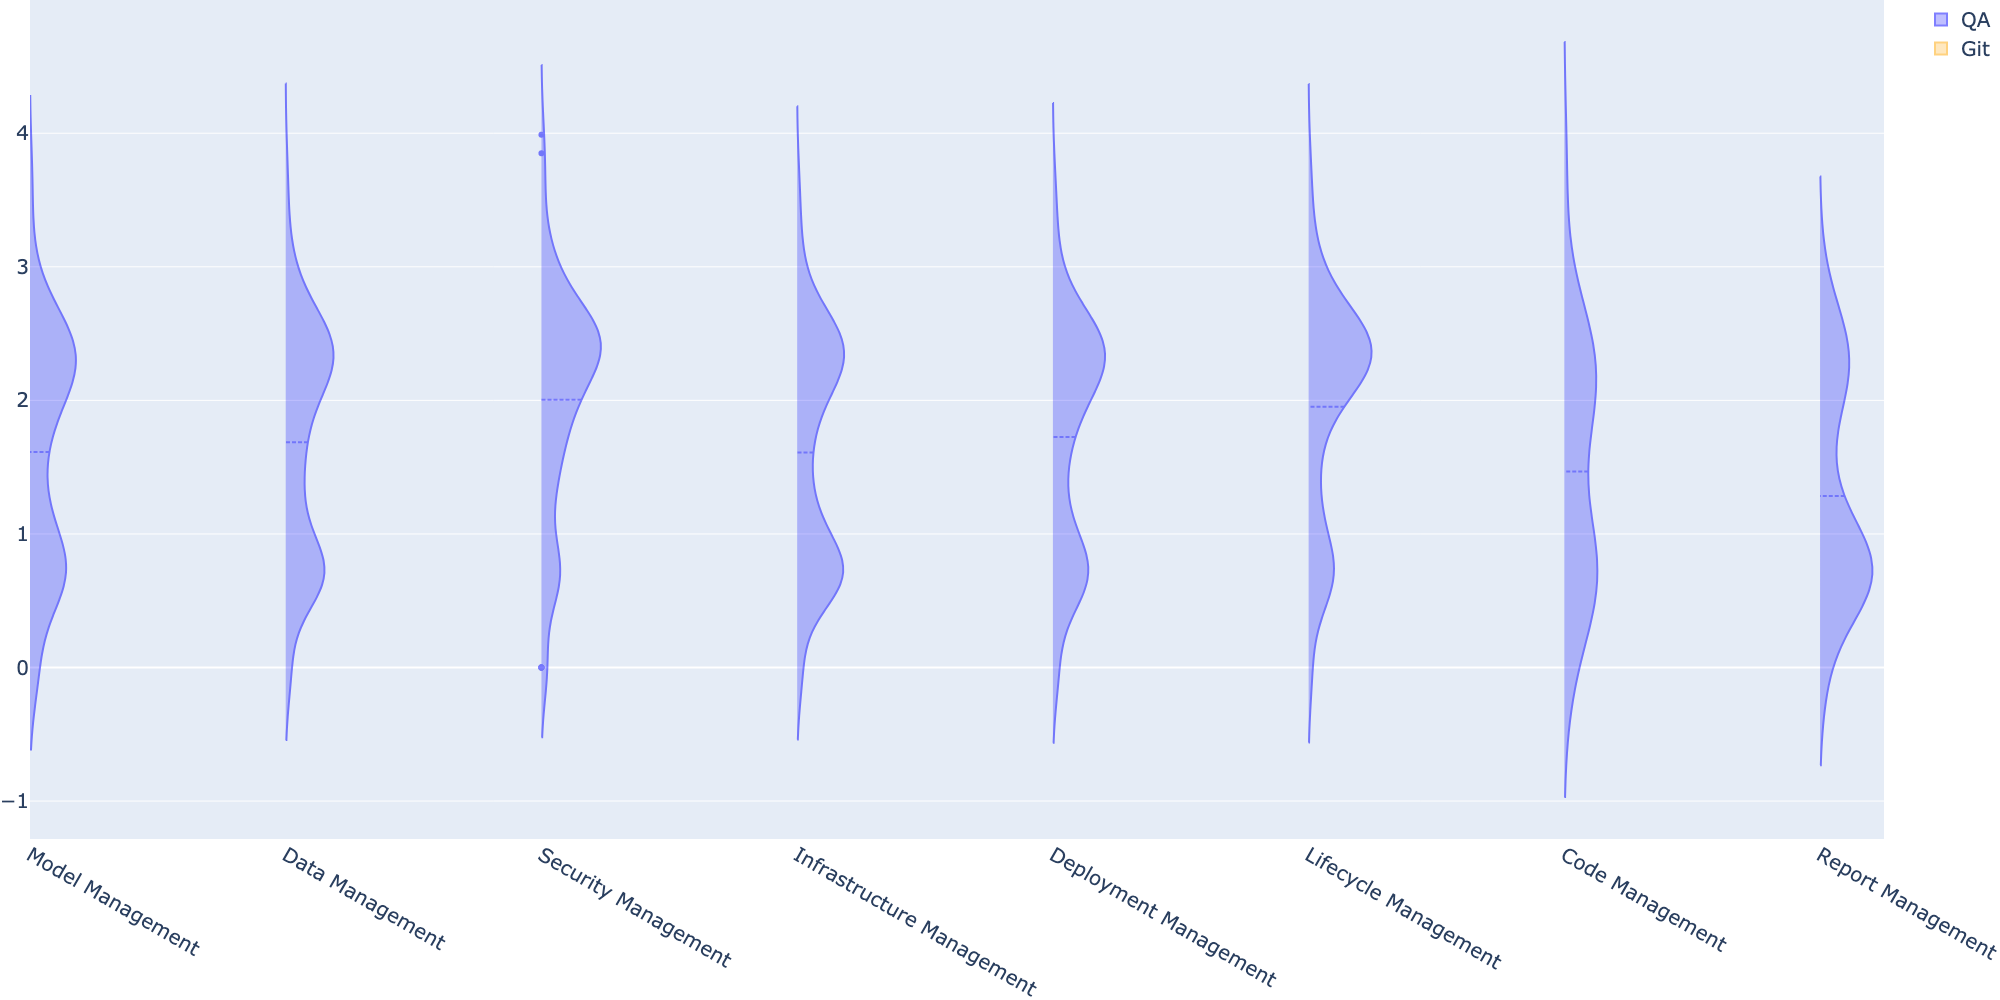 QA
Git
4
3
2
1
0
−1
Model Management
Data Management
Security Management
Infrastructure Management
Deployment Management
Lifecycle Management
Code Management
Report Management